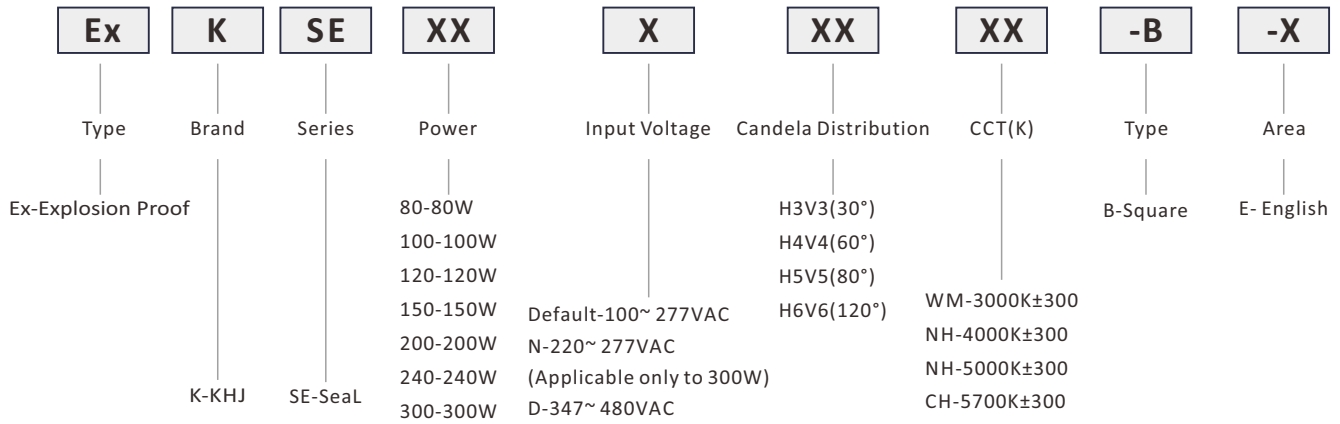 Ex K SE XX X XX XX -B -X
Type Brand Series Power Input Voltage Candela Distribution CCT(K) Type Area
Ex-Explosion Proof
K-KHJ
SE-SeaL
80-80W
100-100W
120-120W
150-150W
200-200W
240-240W
300-300W
Default-100~277VAC
N-220~277VAC
(Applicable only to 300W)
D-347~480VAC
H3V3(30°)
H4V4(60°)
H5V5(80°)
H6V6(120°)
WM-3000K±300
NH-4000K±300
NH-5000K±300
CH-5700K±300
B-Square
E- English